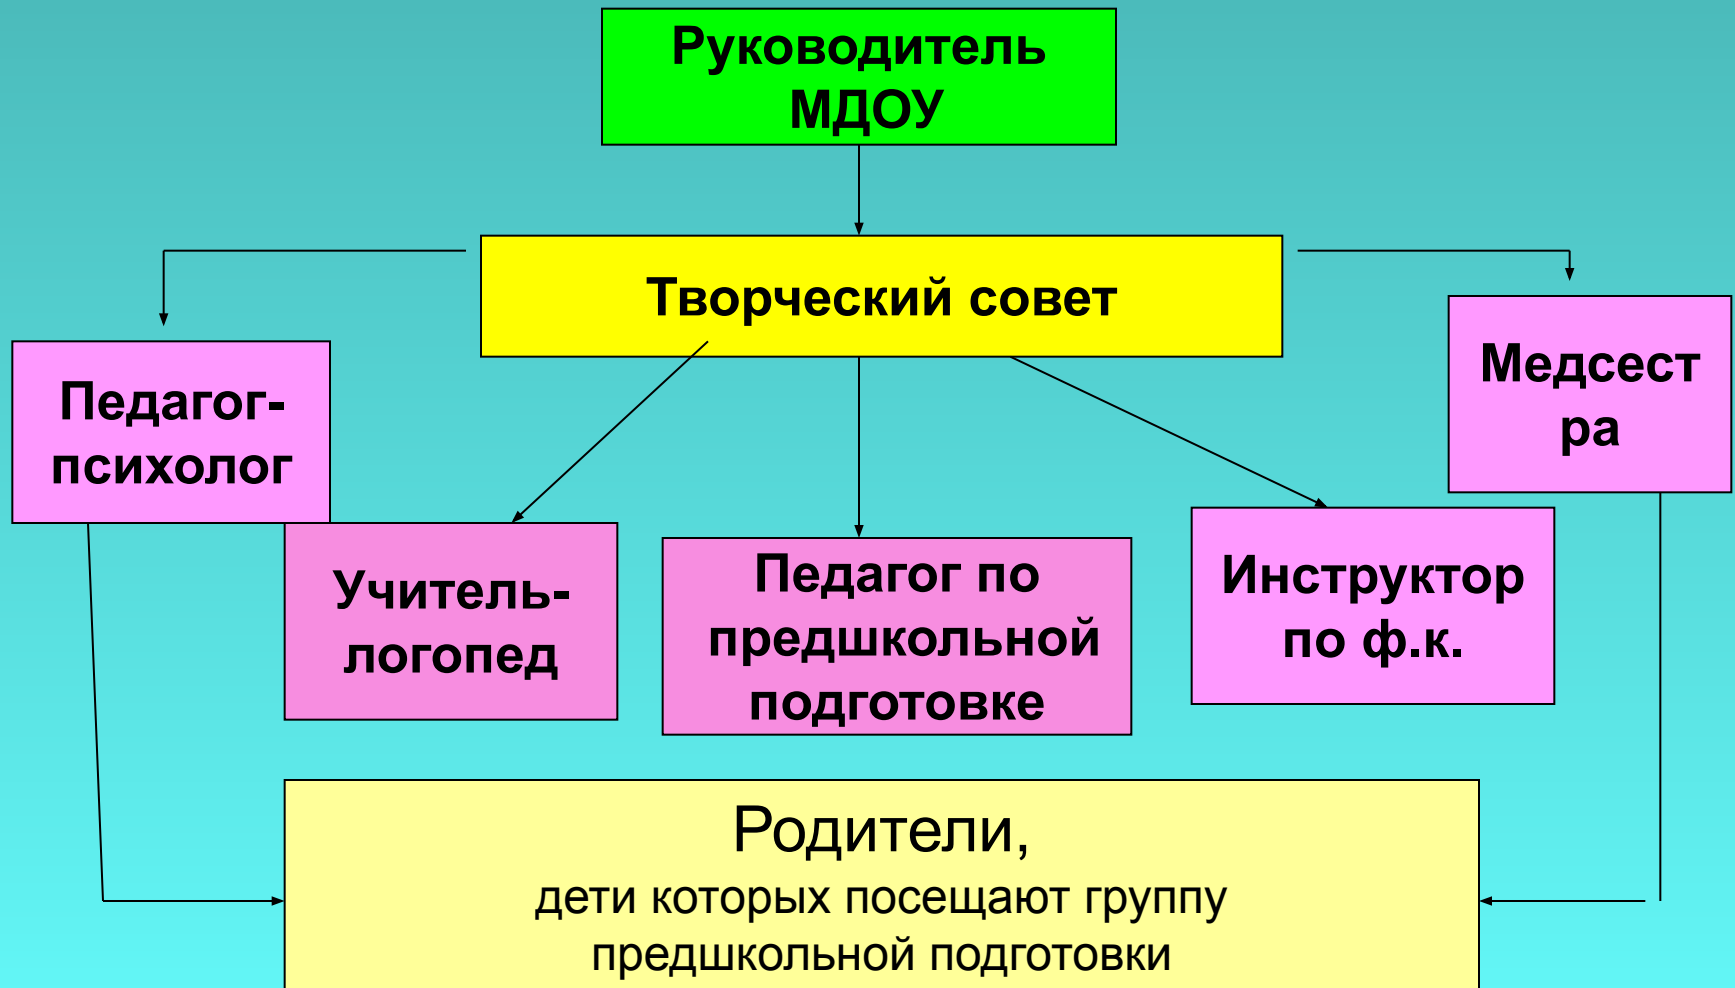 Руководитель
МДОУ
Творческий совет
Педагог-
психолог
Медсест
ра
Учитель-
логопед
Педагог по
предшкольной
подготовке
Инструктор
по ф.к.
Родители,
дети которых посещают группу
предшкольной подготовки